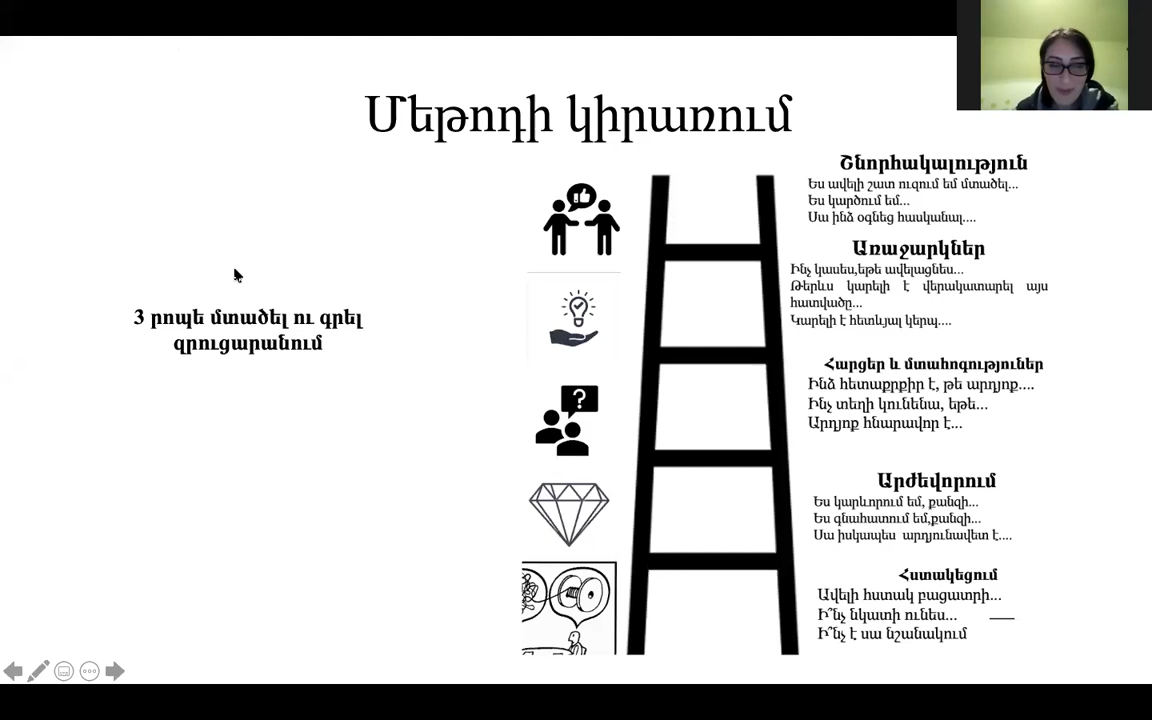 Մեթոդի կիրառում
3 րոպե մտածել ու գրել
զրուցարանում
Շնորհակալություն
Ես ավելի շատ ուզում եմ մտածել...
Ես կարծում եմ...
Սա ինձ օգնեց հասկանալ....
Առաջարկներ
Ինչ կասես,եթե ավելացնես...
Թերևս կարելի է վերակատարել այս
հատվածը...
Կարելի է հետևյալ կերպ....
Հարցեր և մտահոգություններ
Ինձ հետաքրքիր է, թե արդյոք....
Ինչ տեղի կունենա, եթե...
Արդյոք հնարավոր է...
Արժեվորում
Ես կարևորում եմ, քանզի...
Ես գնահատում եմ,քանզի...
Սա իսկապես արդյունավետ է....
Հստակեցում
Ավելի հստակ բացատրի...
Ի՞նչ նկատի ունես...
Ի՞նչ է սա նշանակում